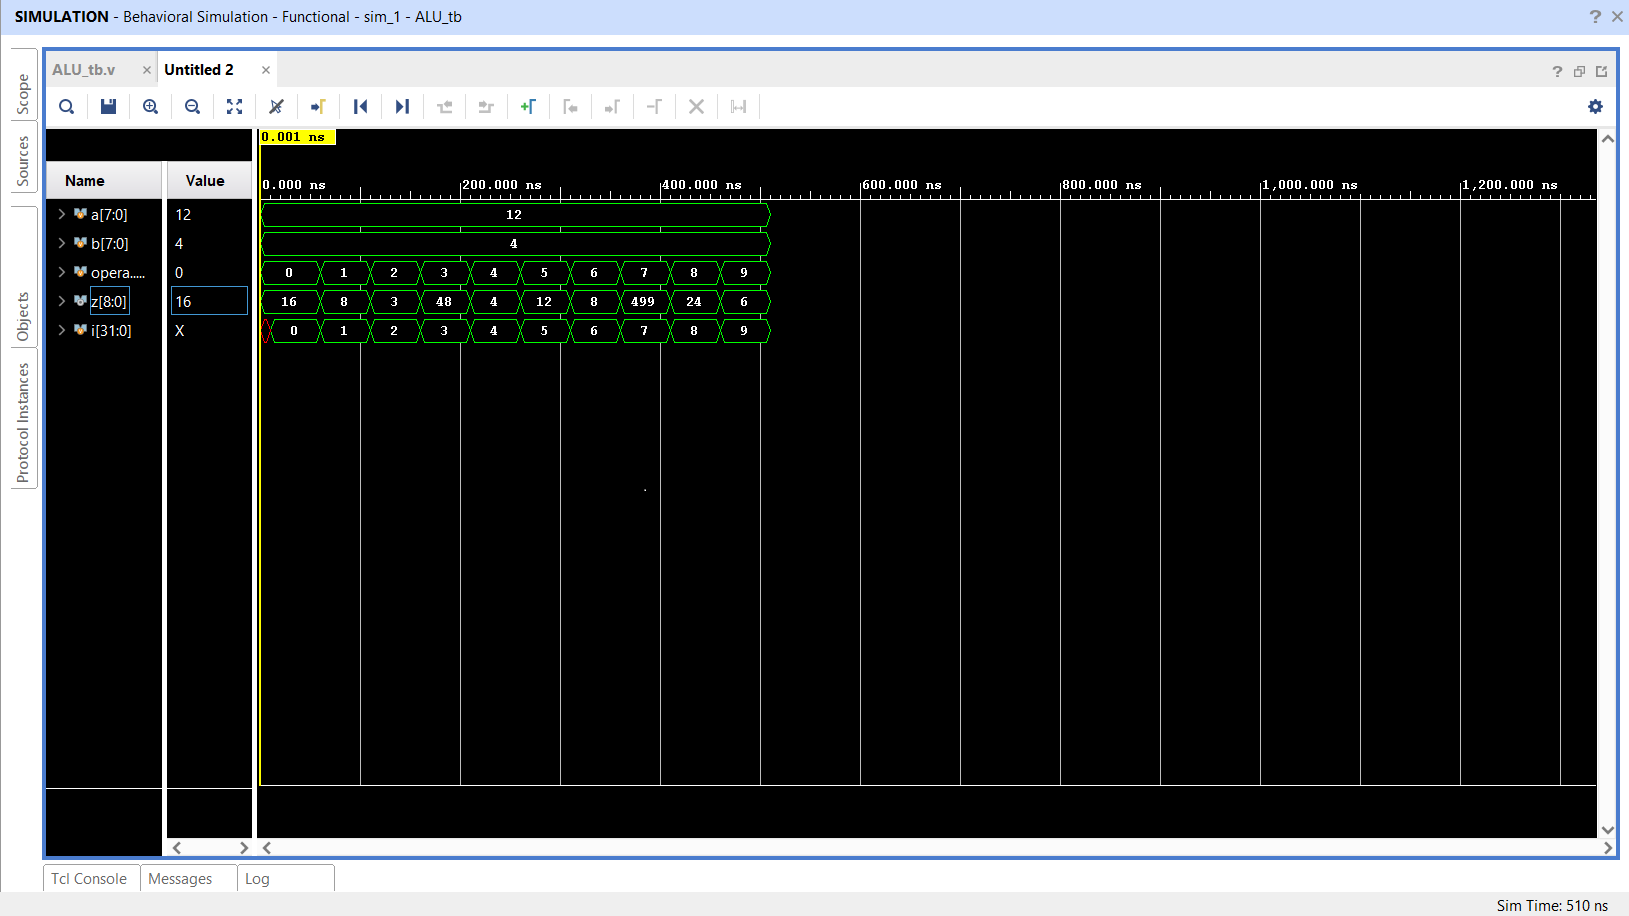 SIMULATION - Behavioral Simulation - Functional - sim_1 - ALU_tb
ALU_tb.v
Untitled 2
Scope
Sources
Objects
Protocol Instances
0.001 ns
Name Value
0.000 ns 200.000 ns 400.000 ns 600.000 ns 800.000 ns 1,000.000 ns 1,200.000 ns
a[7:0] 12 12
b[7:0] 4 4
opera..... 0 0 1 2 3 4 5 6 7 8 9
z[8:0] 16 16 8 3 48 4 12 8 499 24 6
i[31:0] X 0 1 2 3 4 5 6 7 8 9
Tcl Console Messages Log
Sim Time: 510 ns